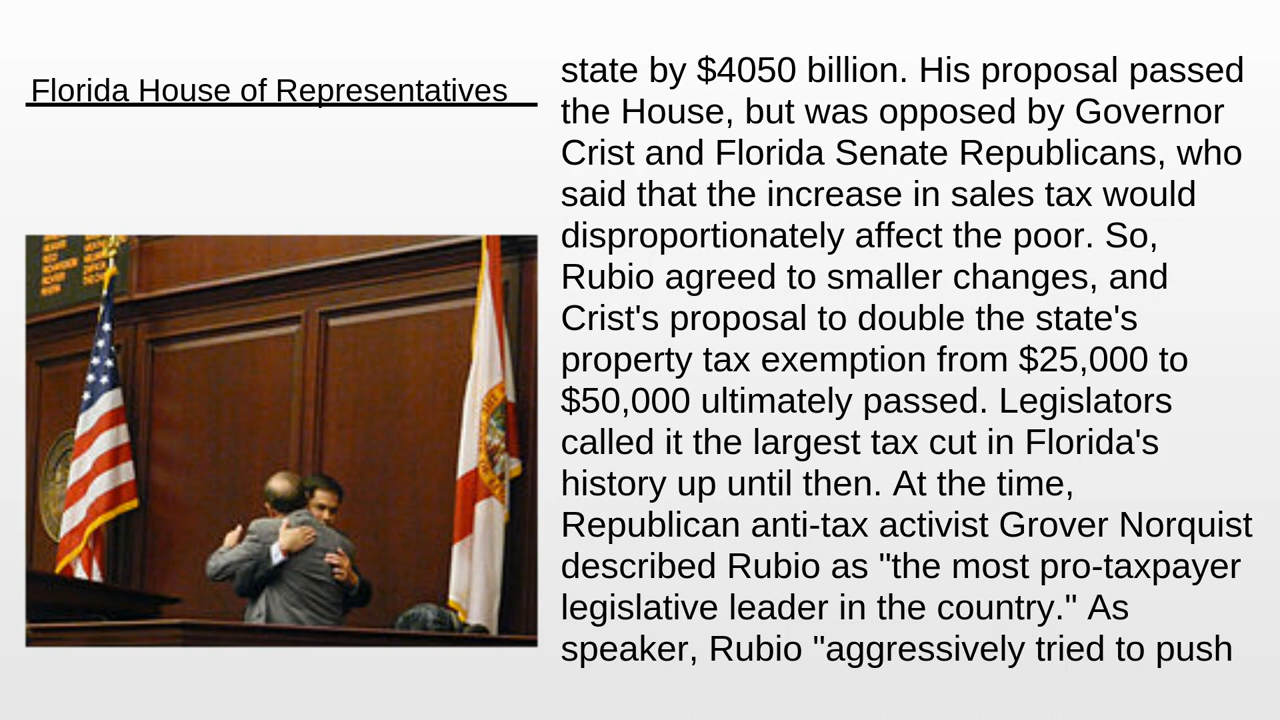 Florida House of Representatives
state by $4050 billion. His proposal passed
the House, but was opposed by Governor
Crist and Florida Senate Republicans, who
said that the increase in sales tax would
disproportionately affect the poor. So,
Rubio agreed to smaller changes, and
Crist's proposal to double the state's
property tax exemption from $25,000 to
$50,000 ultimately passed. Legislators
called it the largest tax cut in Florida's
history up until then. At the time,
Republican anti-tax activist Grover Norquist
described Rubio as "the most pro-taxpayer
legislative leader in the country." As
speaker, Rubio "aggressively tried to push